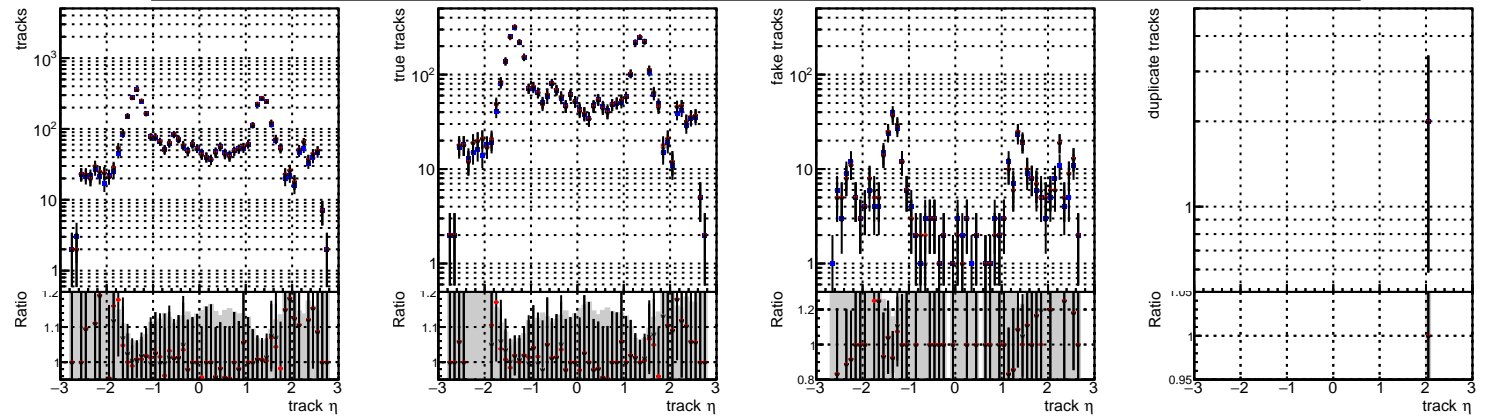 tracks
10³
10²
10
1
Ratio
1.2
1.1
1
−3 −2 −1 0 1 2 3
track η
true tracks
10²
10
1
Ratio
1.2
1.1
1
−3 −2 −1 0 1 2 3
track η
fake tracks
10²
10
1
Ratio
1.2
1
0.8
−3 −2 −1 0 1 2 3
track η
duplicate tracks
1
Ratio
1.05
1
0.95
−3 −2 −1 0 1 2 3
track η